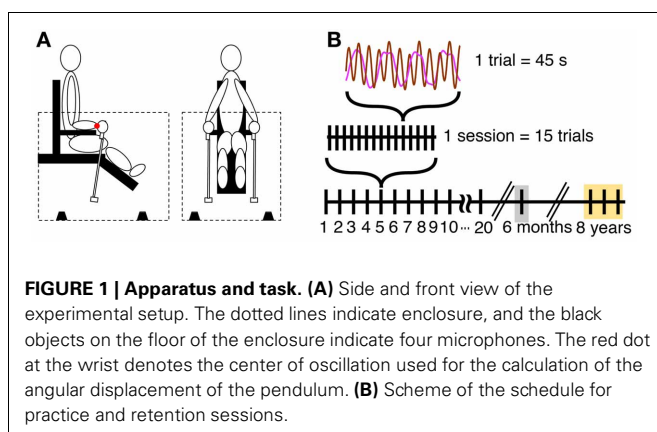 A
B
1 trial = 45 s
1 session = 15 trials
1 2 3 4 5 6 7 8 9 10 ··· 20 6 months 8 years
FIGURE 1 | Apparatus and task. (A) Side and front view of the
experimental setup. The dotted lines indicate enclosure, and the black
objects on the floor of the enclosure indicate four microphones. The red dot
at the wrist denotes the center of oscillation used for the calculation of the
angular displacement of the pendulum. (B) Scheme of the schedule for
practice and retention sessions.